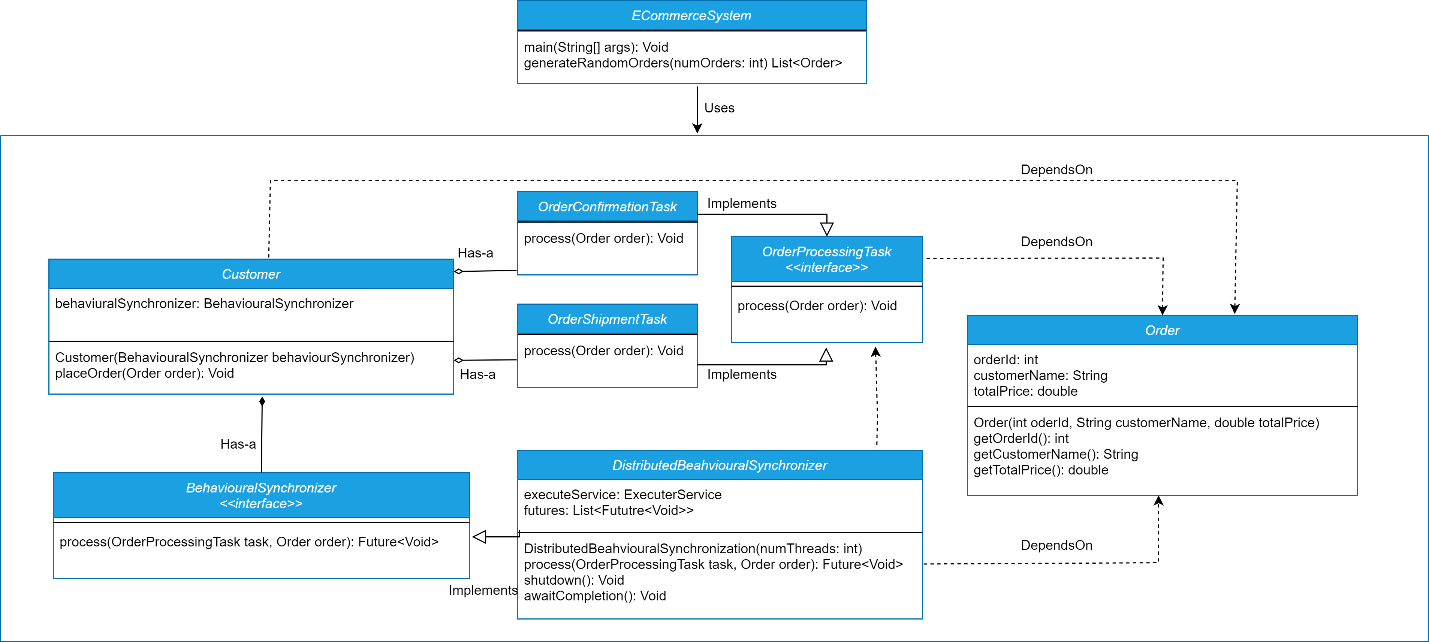 ECommerceSystem
main(String[] args): Void
generateRandomOrders(numOrders: int) List<Order>
Uses
DependsOn
OrderConfirmationTask
process(Order order): Void
Implements
Has-a
OrderProcessingTask
<<interface>>
process(Order order): Void
DependsOn
Customer
behaviuralSynchronizer: BehaviouralSynchronizer
Customer(BehaviouralSynchronizer behaviourSynchronizer)
placeOrder(Order order): Void
OrderShipmentTask
process(Order order): Void
Has-a
Implements
Order
orderId: int
customerName: String
totalPrice: double
Order(int oderId, String customerName, double totalPrice)
getOrderId(): int
getCustomerName(): String
getTotalPrice(): double
Has-a
BehaviouralSynchronizer
<<interface>>
process(OrderProcessingTask task, Order order): Future<Void>
Implements
DistributedBeahviouralSynchronizer
executeService: ExecuterService
futures: List<Fututre<Void>>
DistributedBeahviouralSynchronization(numThreads: int)
process(OrderProcessingTask task, Order order): Future<Void>
shutdown(): Void
awaitCompletion(): Void
DependsOn